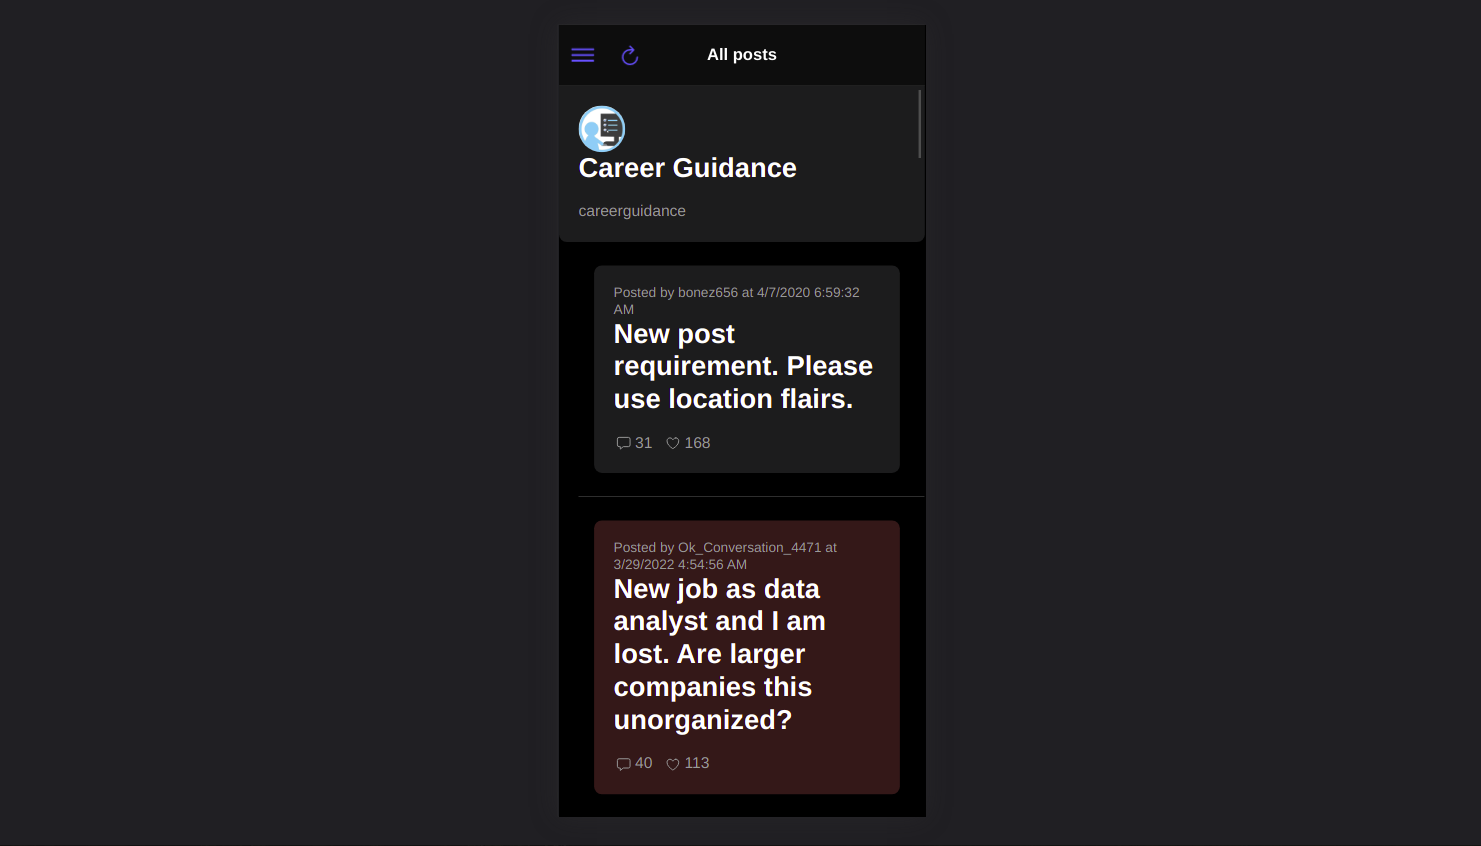 All posts
Career Guidance
careerguidance
Posted by bonez656 at 4/7/2020 6:59:32
AM
New post
requirement. Please
use location flairs.
31 168
Posted by Ok_Conversation_4471 at
3/29/2022 4:54:56 AM
New job as data
analyst and I am
lost. Are larger
companies this
unorganized?
40 113